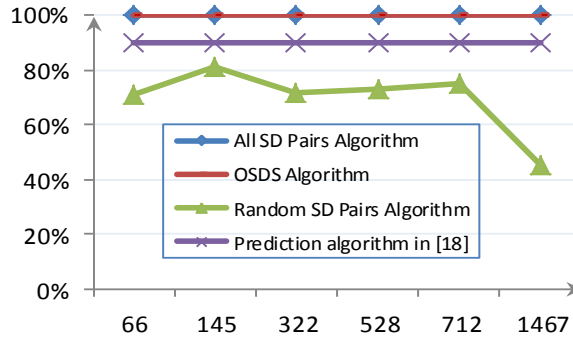 100%
80%
60%
40%
20%
0%
All SD Pairs Algorithm
OSDS Algorithm
Random SD Pairs Algorithm
Prediction algorithm in [18]
66 145 322 528 712 1467